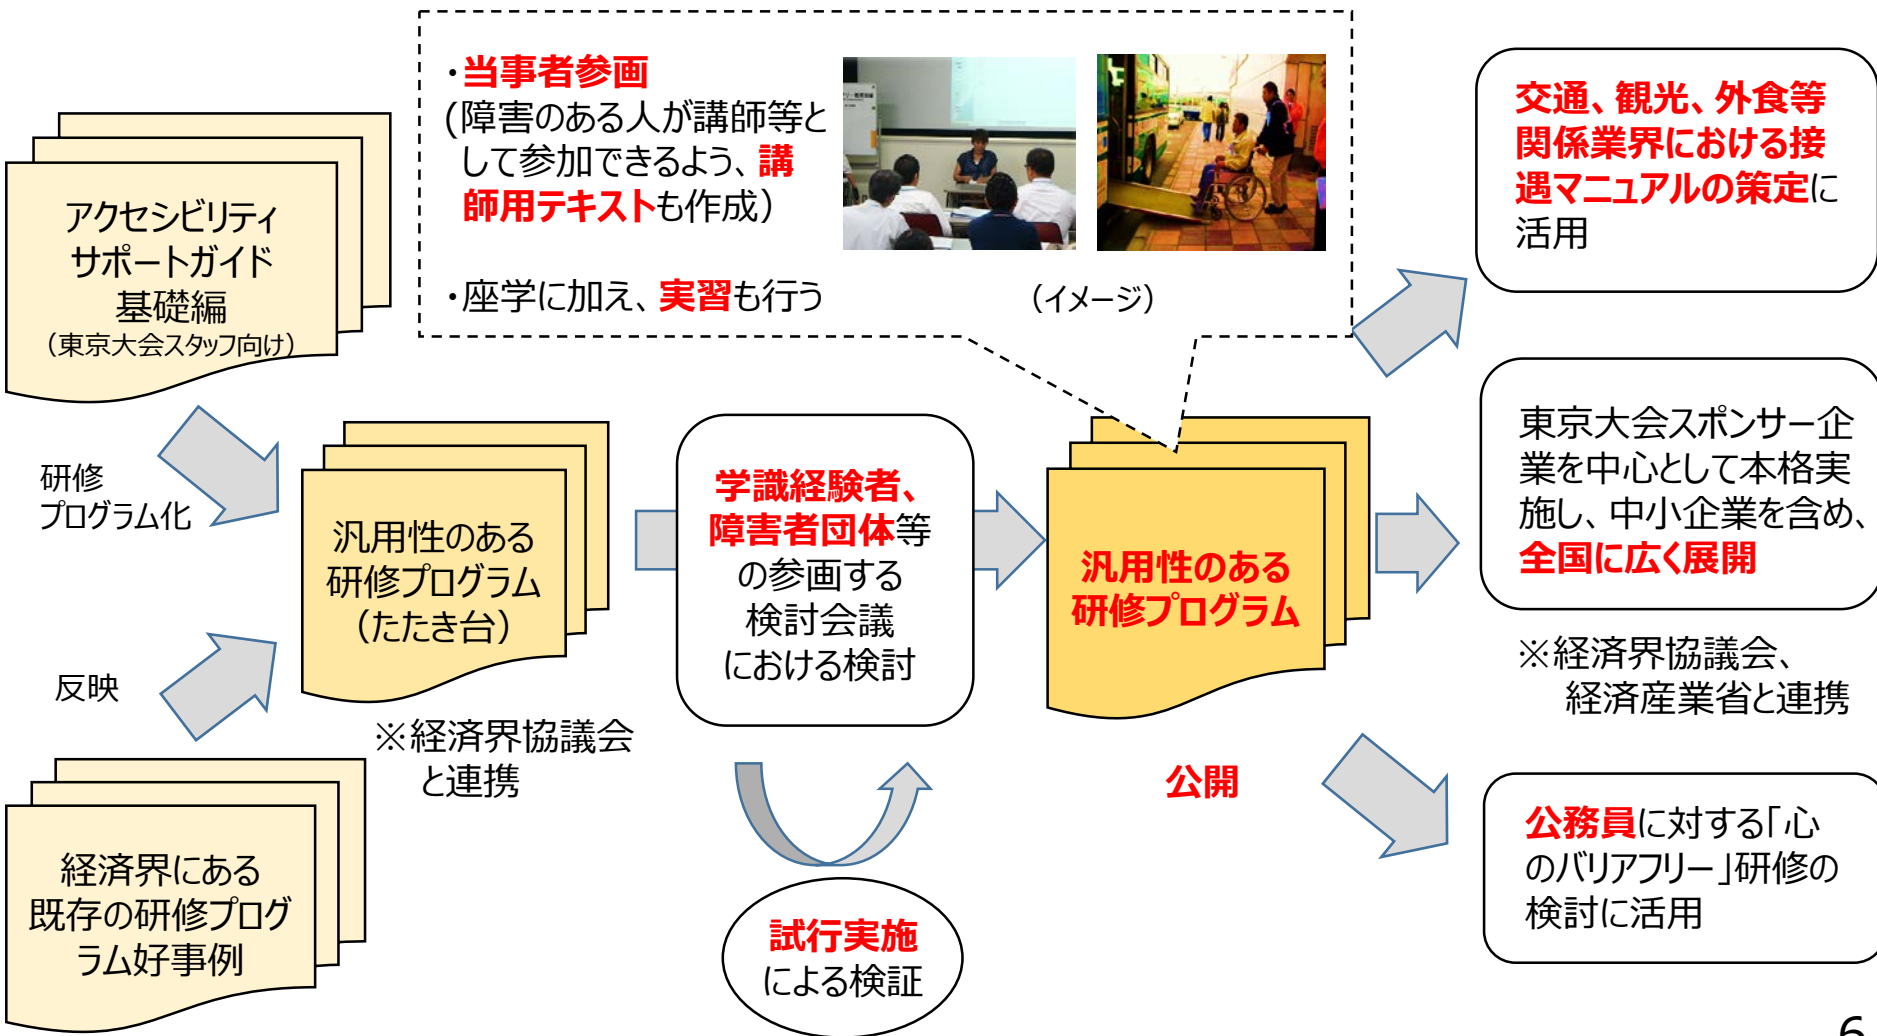 ・当事者参画
(障害のある人が講師等と
して参加できるよう、講
師用テキストも作成）
・座学に加え、実習も行う
（イメージ）
アクセシビリティ
サポートガイド
基礎編
（東京大会スタッフ向け）
研修
プログラム化
反映
経済界にある
既存の研修プログ
ラム好事例
汎用性のある
研修プログラム
（たたき台）
※経済界協議会
と連携
学識経験者、
障害者団体等
の参画する
検討会議
における検討
試行実施
による検証
汎用性のある
研修プログラム
公開
交通、観光、外食等
関係業界における接
遇マニュアルの策定に
活用
東京大会スポンサー企
業を中心として本格実
施し、中小企業を含め、
全国に広く展開
※経済界協議会、
経済産業省と連携
公務員に対する「心
のバリアフリー」研修の
検討に活用
6